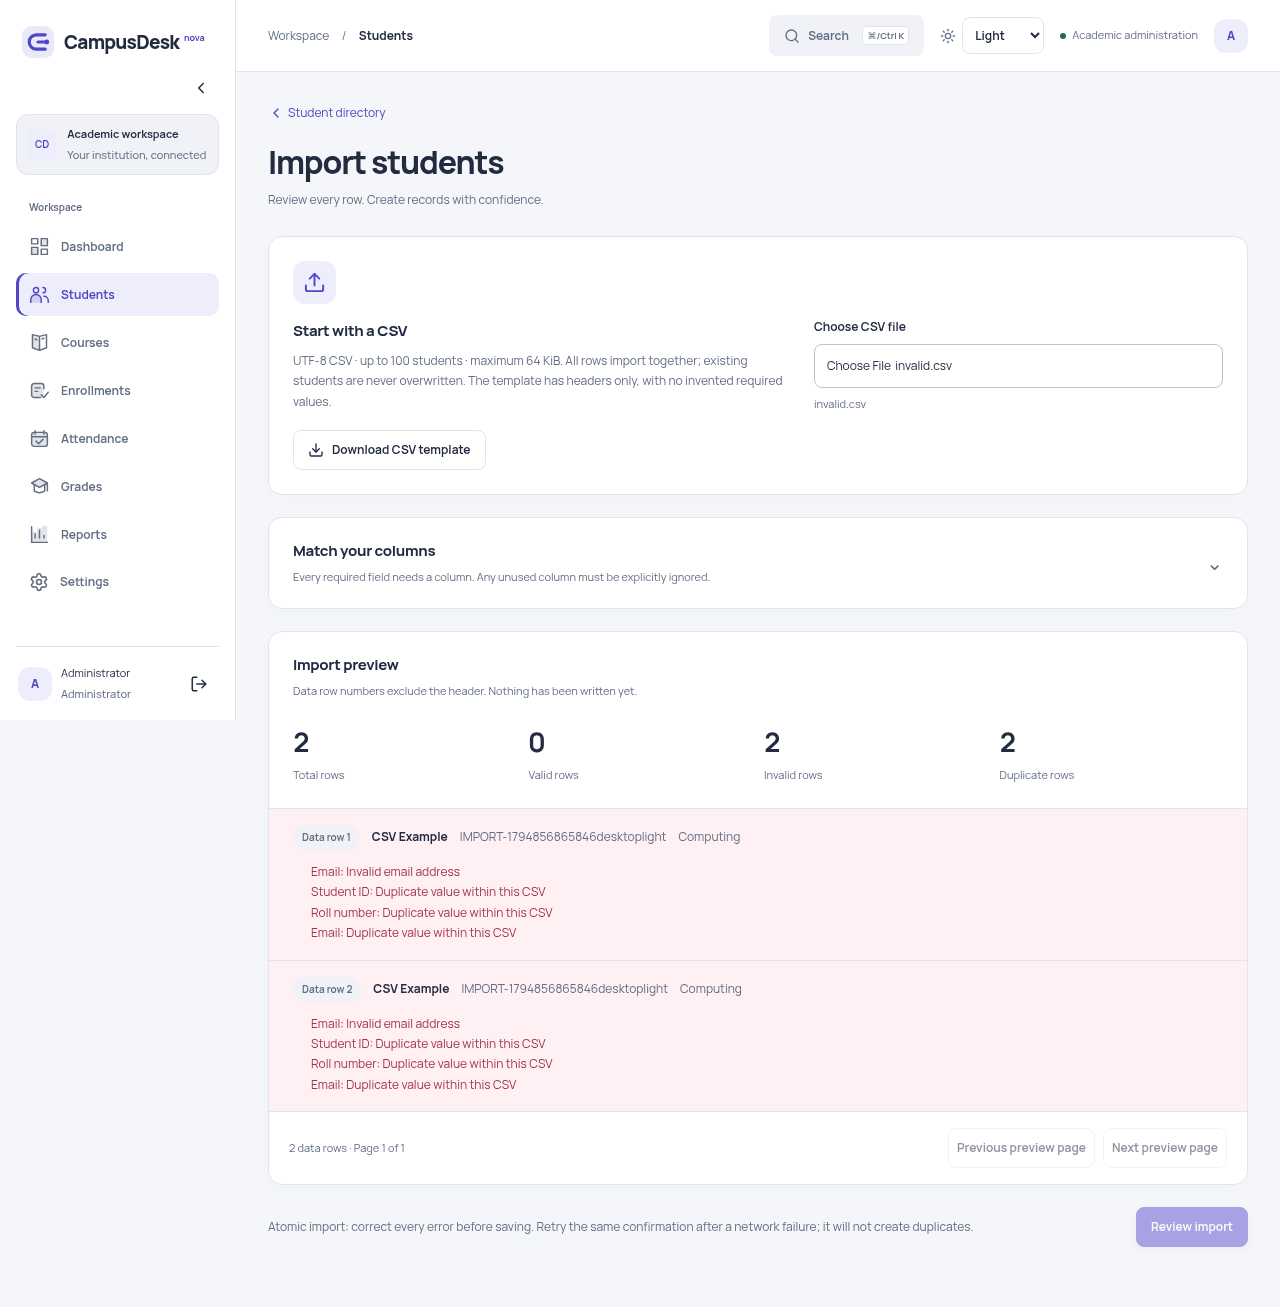 CampusDesk nova
Workspace / Students
Search ⌘/Ctrl K
Light
Academic administration
A
CD
Academic workspace
Your institution, connected
Workspace
Dashboard
Students
Courses
Enrollments
Attendance
Grades
Reports
Settings
A
Administrator
Administrator
Student directory
Import students
Review every row. Create records with confidence.
Start with a CSV
UTF-8 CSV · up to 100 students · maximum 64 KiB. All rows import together; existing
students are never overwritten. The template has headers only, with no invented required
values.
Download CSV template
Choose CSV file
Choose File invalid.csv
invalid.csv
Match your columns
Every required field needs a column. Any unused column must be explicitly ignored.
Import preview
Data row numbers exclude the header. Nothing has been written yet.
2
Total rows
0
Valid rows
2
Invalid rows
2
Duplicate rows
Data row 1 CSV Example IMPORT-1794856865846desktoplight Computing
Email: Invalid email address
Student ID: Duplicate value within this CSV
Roll number: Duplicate value within this CSV
Email: Duplicate value within this CSV
Data row 2 CSV Example IMPORT-1794856865846desktoplight Computing
Email: Invalid email address
Student ID: Duplicate value within this CSV
Roll number: Duplicate value within this CSV
Email: Duplicate value within this CSV
2 data rows · Page 1 of 1
Previous preview page
Next preview page
Atomic import: correct every error before saving. Retry the same confirmation after a network failure; it will not create duplicates.
Review import